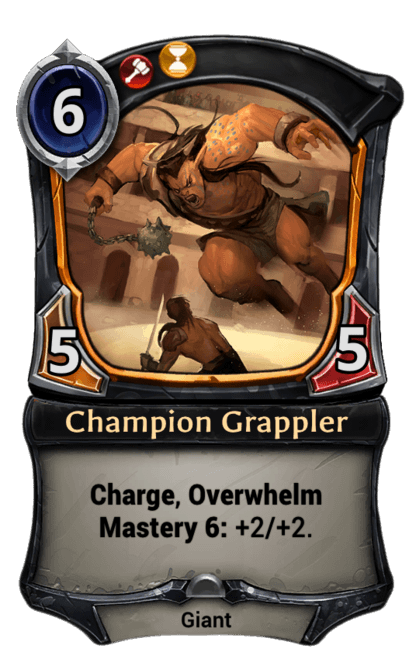 6
5
5
Champion Grappler
Charge, Overwhelm
Mastery 6: +2/+2.
Giant